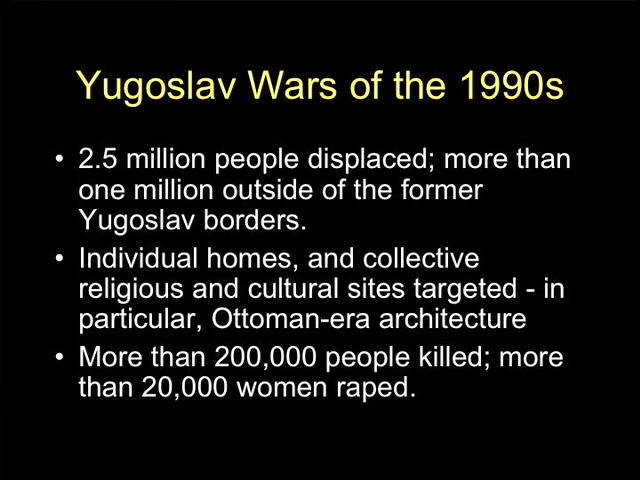 Yugoslav Wars of the 1990s
• 2.5 million people displaced; more than
one million outside of the former
Yugoslav borders.
• Individual homes, and collective
religious and cultural sites targeted - in
particular, Ottoman-era architecture
• More than 200,000 people killed; more
than 20,000 women raped.